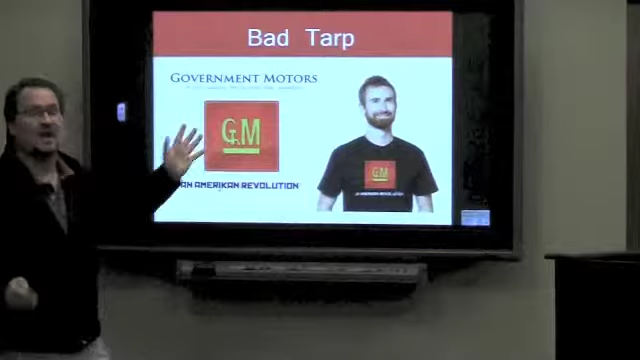 Bad Tarp
GOVERNMENT MOTORS
GM
AN AMERIKAN REVOLUTION
GM